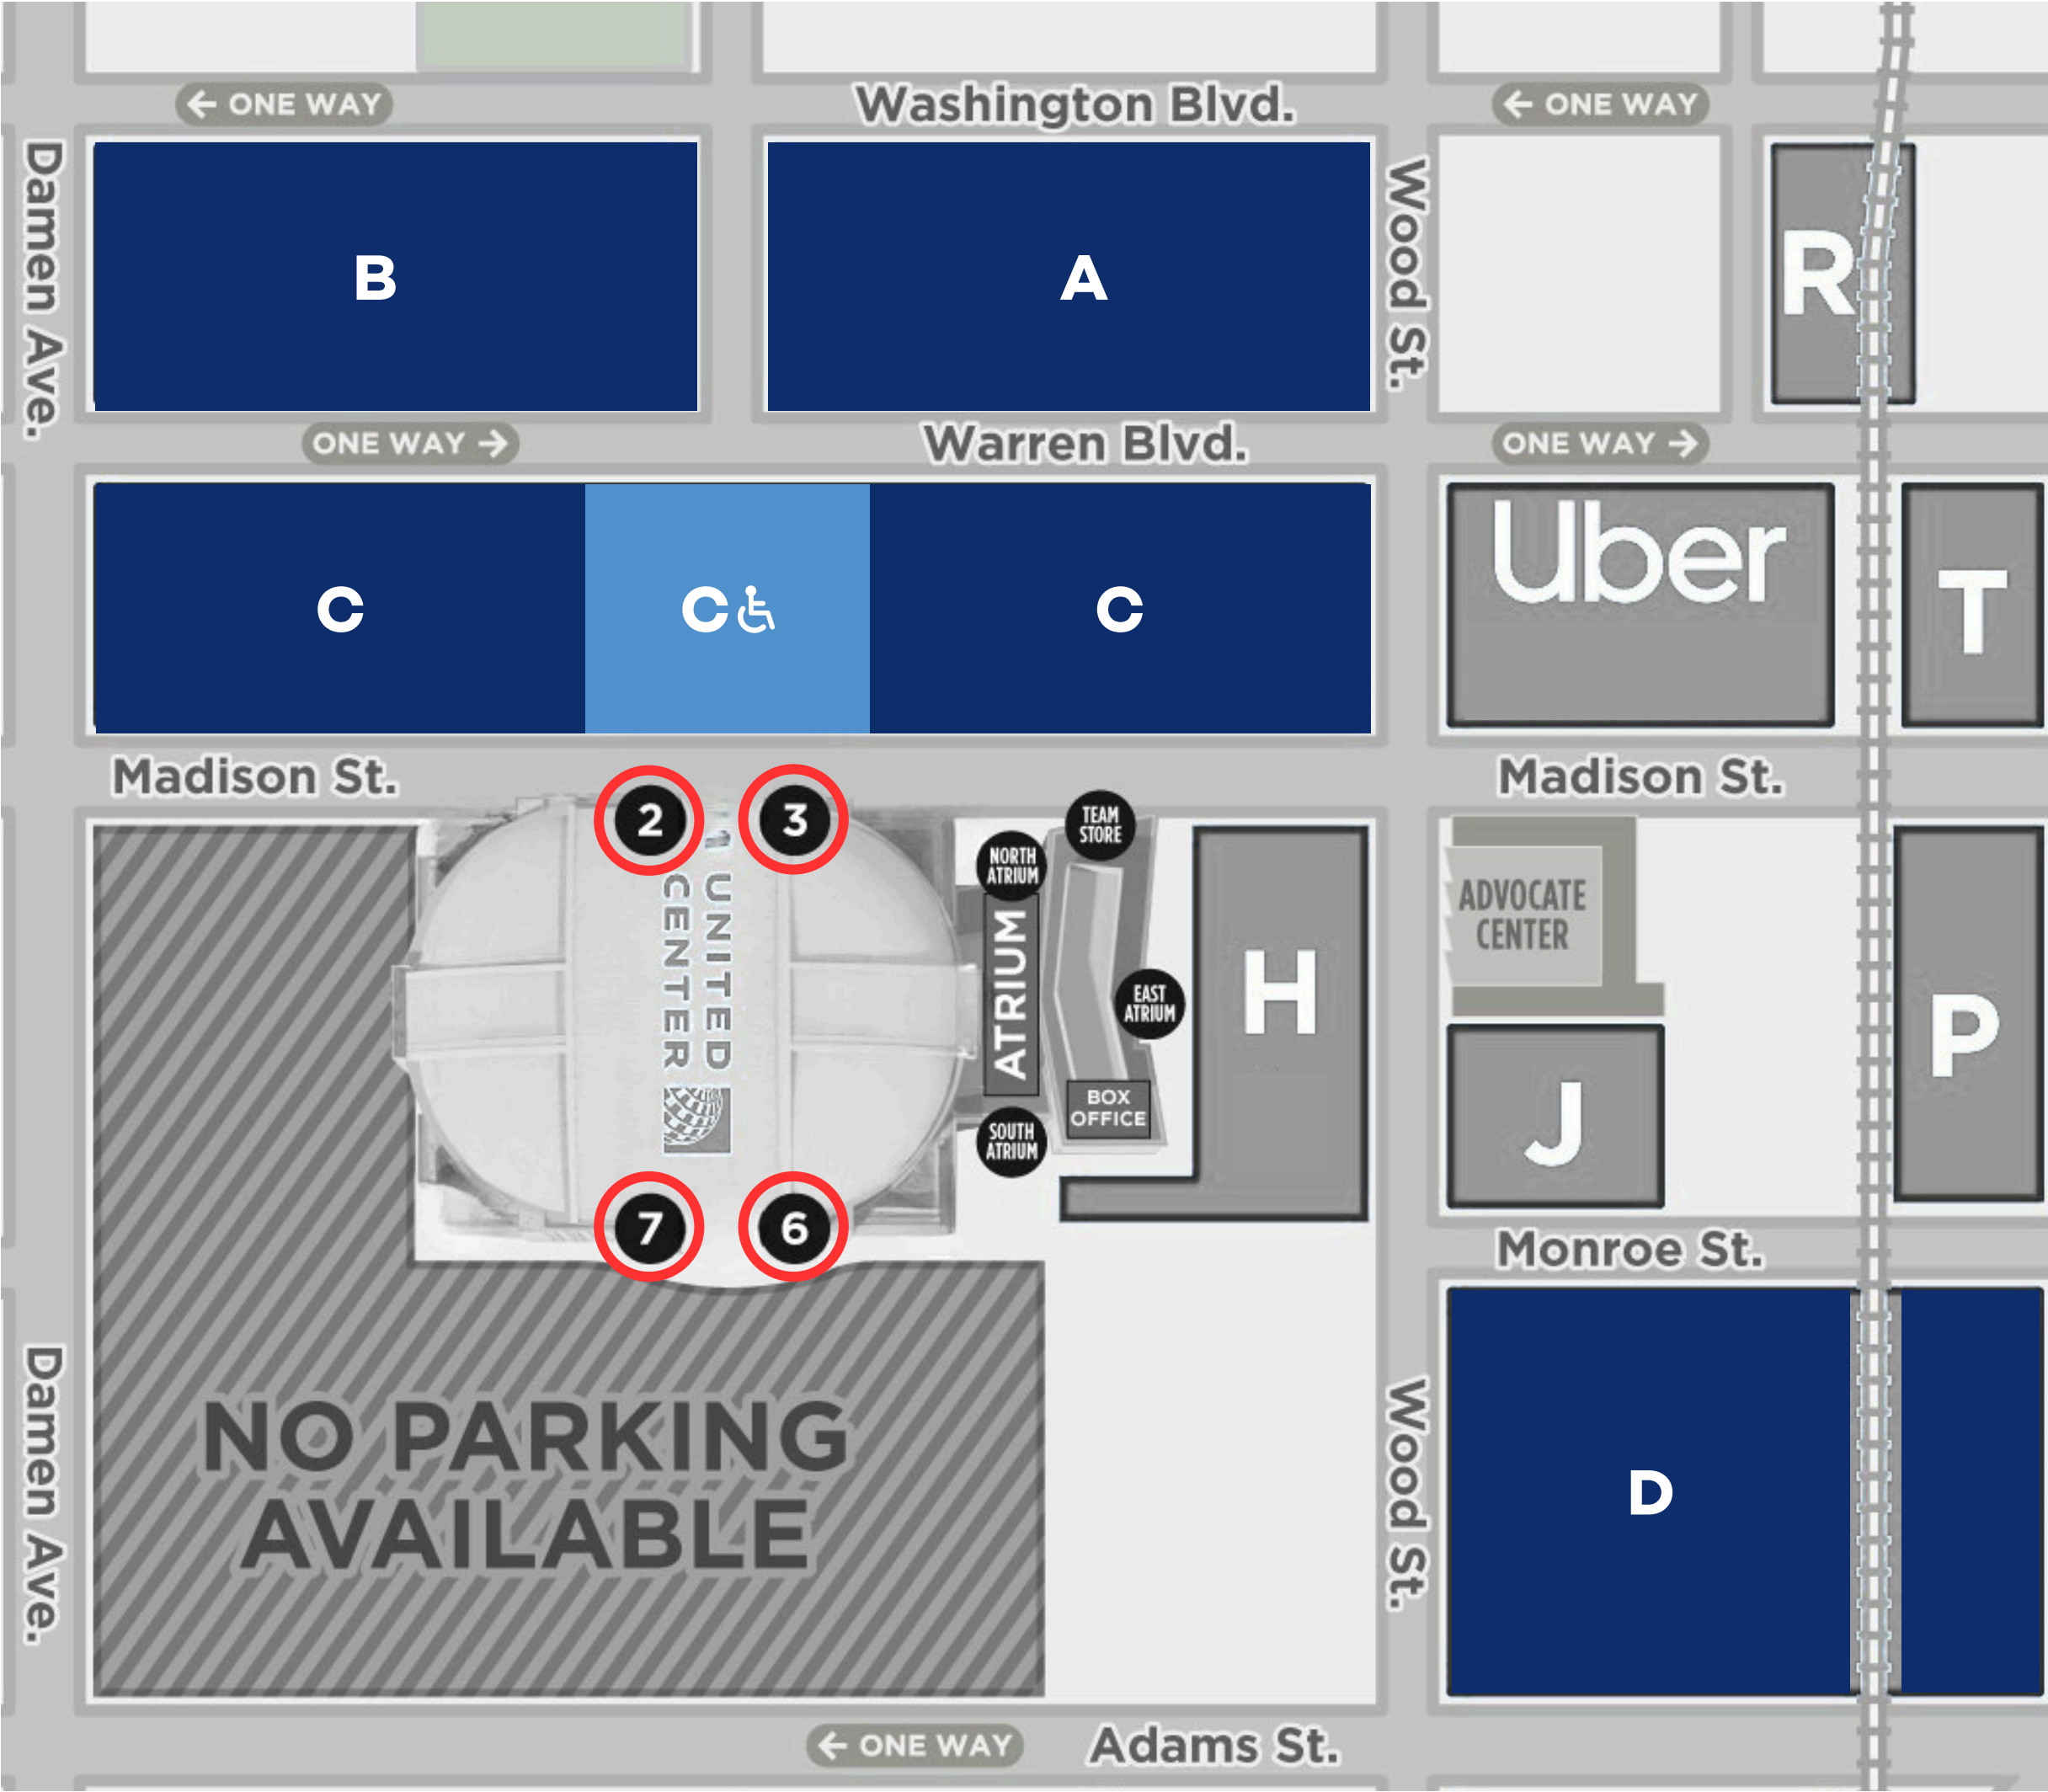 ← ONE WAY
Washington Blvd.
← ONE WAY
Damen Ave.
B
A
Wood St.
R
ONE WAY →
Warren Blvd.
ONE WAY →
C
C
C
Uber
T
Madison St.
2
3
Madison St.
TEAM
STORE
NORTH
ATRIUM
ATRIUM
UNITED
CENTER
EAST
ATRIUM
BOX
OFFICE
SOUTH
ATRIUM
H
ADVOCATE
CENTER
J
P
7
6
Monroe St.
Damen Ave.
NO PARKING
AVAILABLE
Wood St.
D
← ONE WAY
Adams St.